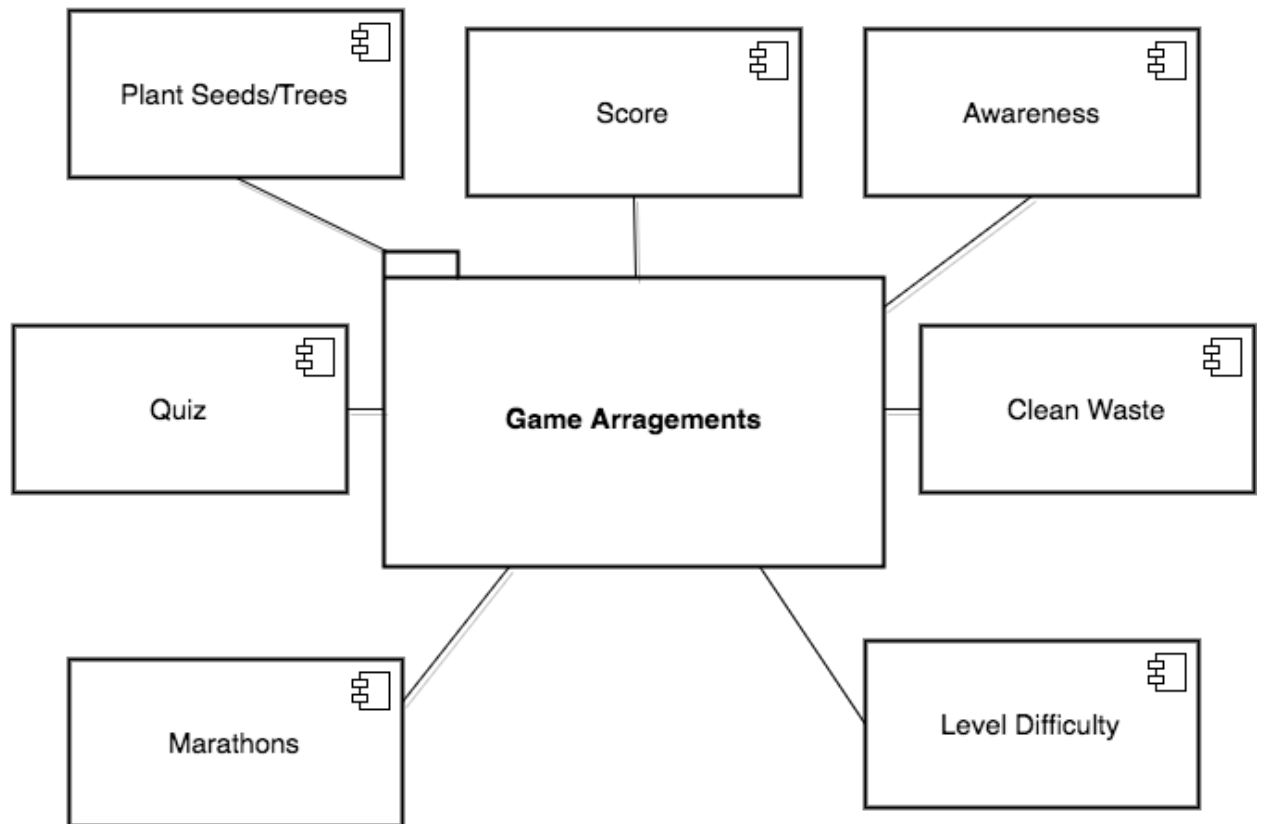 Plant Seeds/Trees
Score
Awareness
Quiz
Game Arragements
Clean Waste
Marathons
Level Difficulty